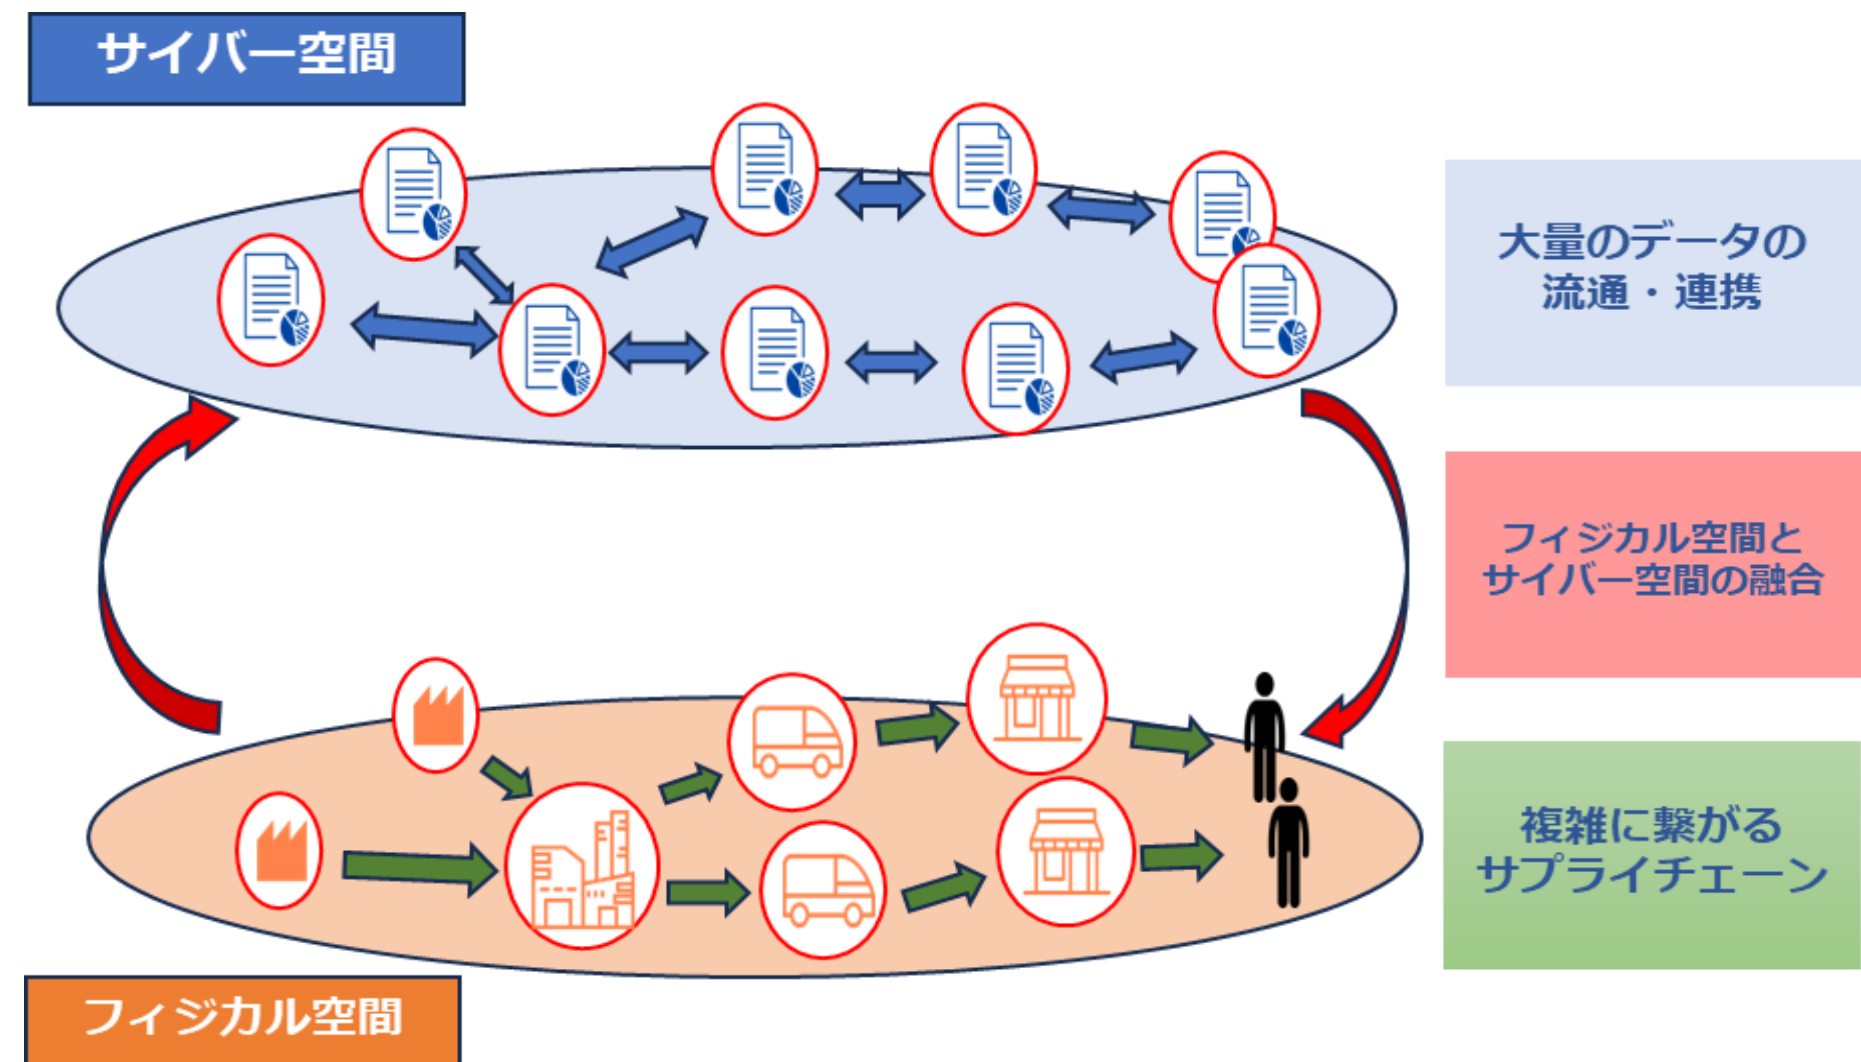 サイバー空間
大量のデータの
流通・連携
フィジカル空間と
サイバー空間の融合
複雑に繋がる
サプライチェーン
フィジカル空間